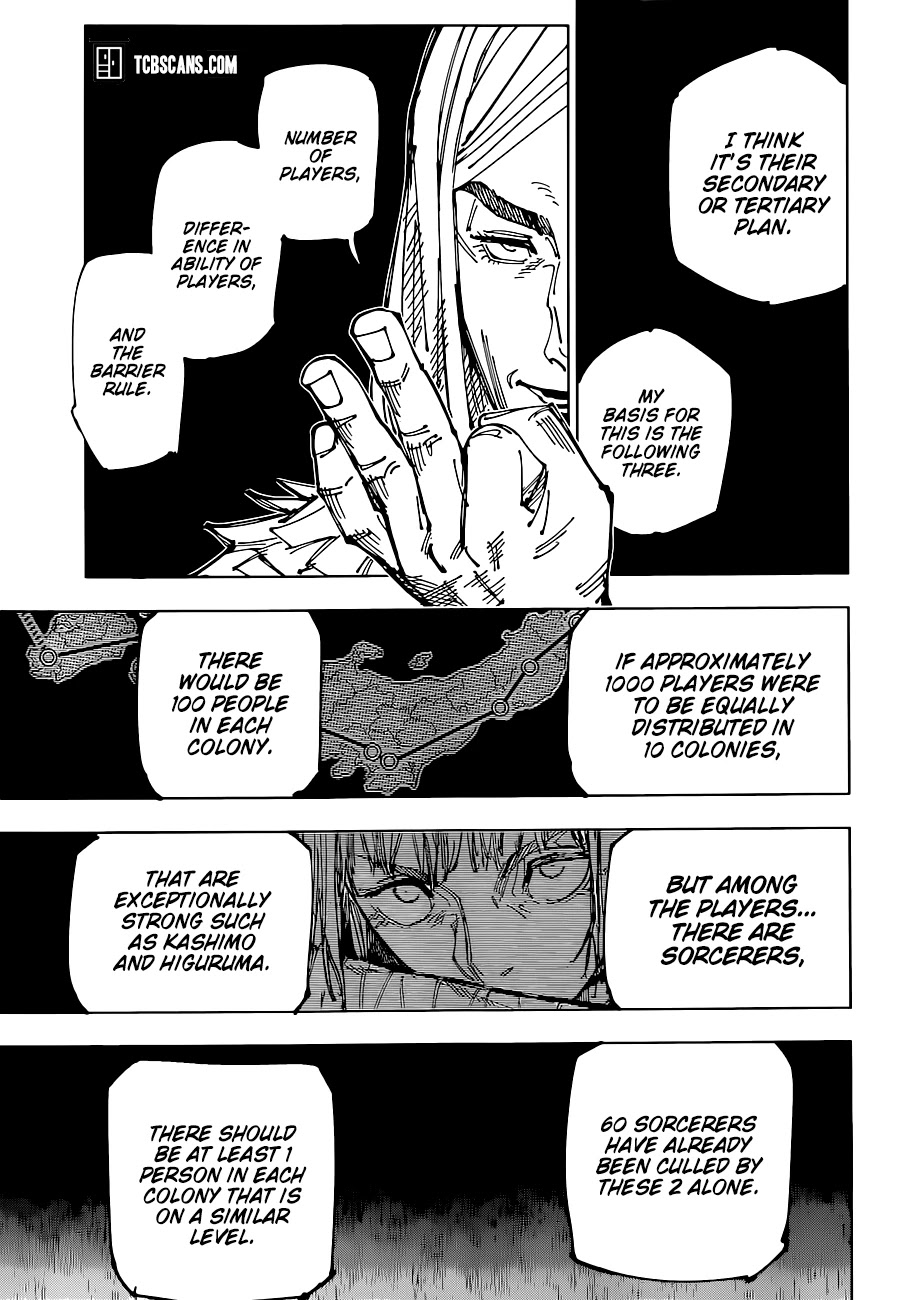 TCBSCANS.COM
I THINK
IT'S THEIR
SECONDARY
OR TERTIARY
PLAN.
MY
BASIS FOR
THIS IS THE
FOLLOWING
THREE.
NUMBER
OF
PLAYERS,
DIFFER-
ENCE IN
ABILITY OF
PLAYERS,
AND
THE
BARRIER
RULE.
IF APPROXIMATELY
1000 PLAYERS WERE
TO BE EQUALLY
DISTRIBUTED IN
10 COLONIES,
THERE
WOULD BE
100 PEOPLE
IN EACH
COLONY.
BUT AMONG
THE PLAYERS...
THERE ARE
SORCERERS,
THAT ARE
EXCEPTIONALLY
STRONG SUCH
AS KASHIMO
AND HIGURUMA.
60 SORCERERS
HAVE ALREADY
BEEN CULLED BY
THESE 2 ALONE.
THERE SHOULD
BE AT LEAST 1
PERSON IN EACH
COLONY THAT IS
ON A SIMILAR
LEVEL.